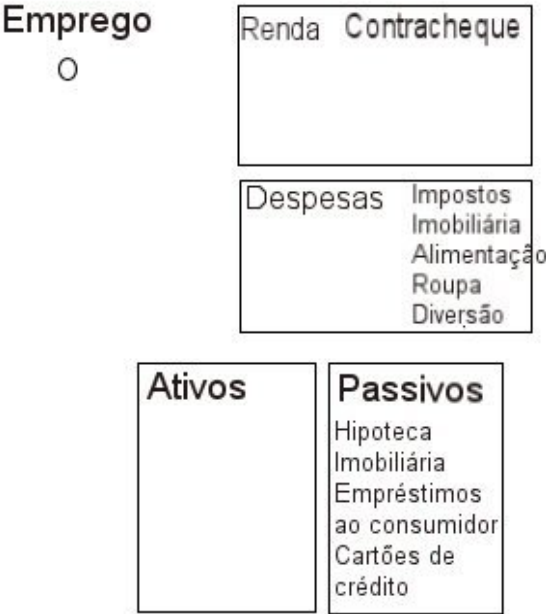 Emprego
O
Renda Contracheque
Despesas Impostos
Imobiliária
Alimentação
Roupa
Diversão
Ativos
Passivos
Hipoteca
Imobiliária
Empréstimos
ao consumidor
Cartões de
crédito